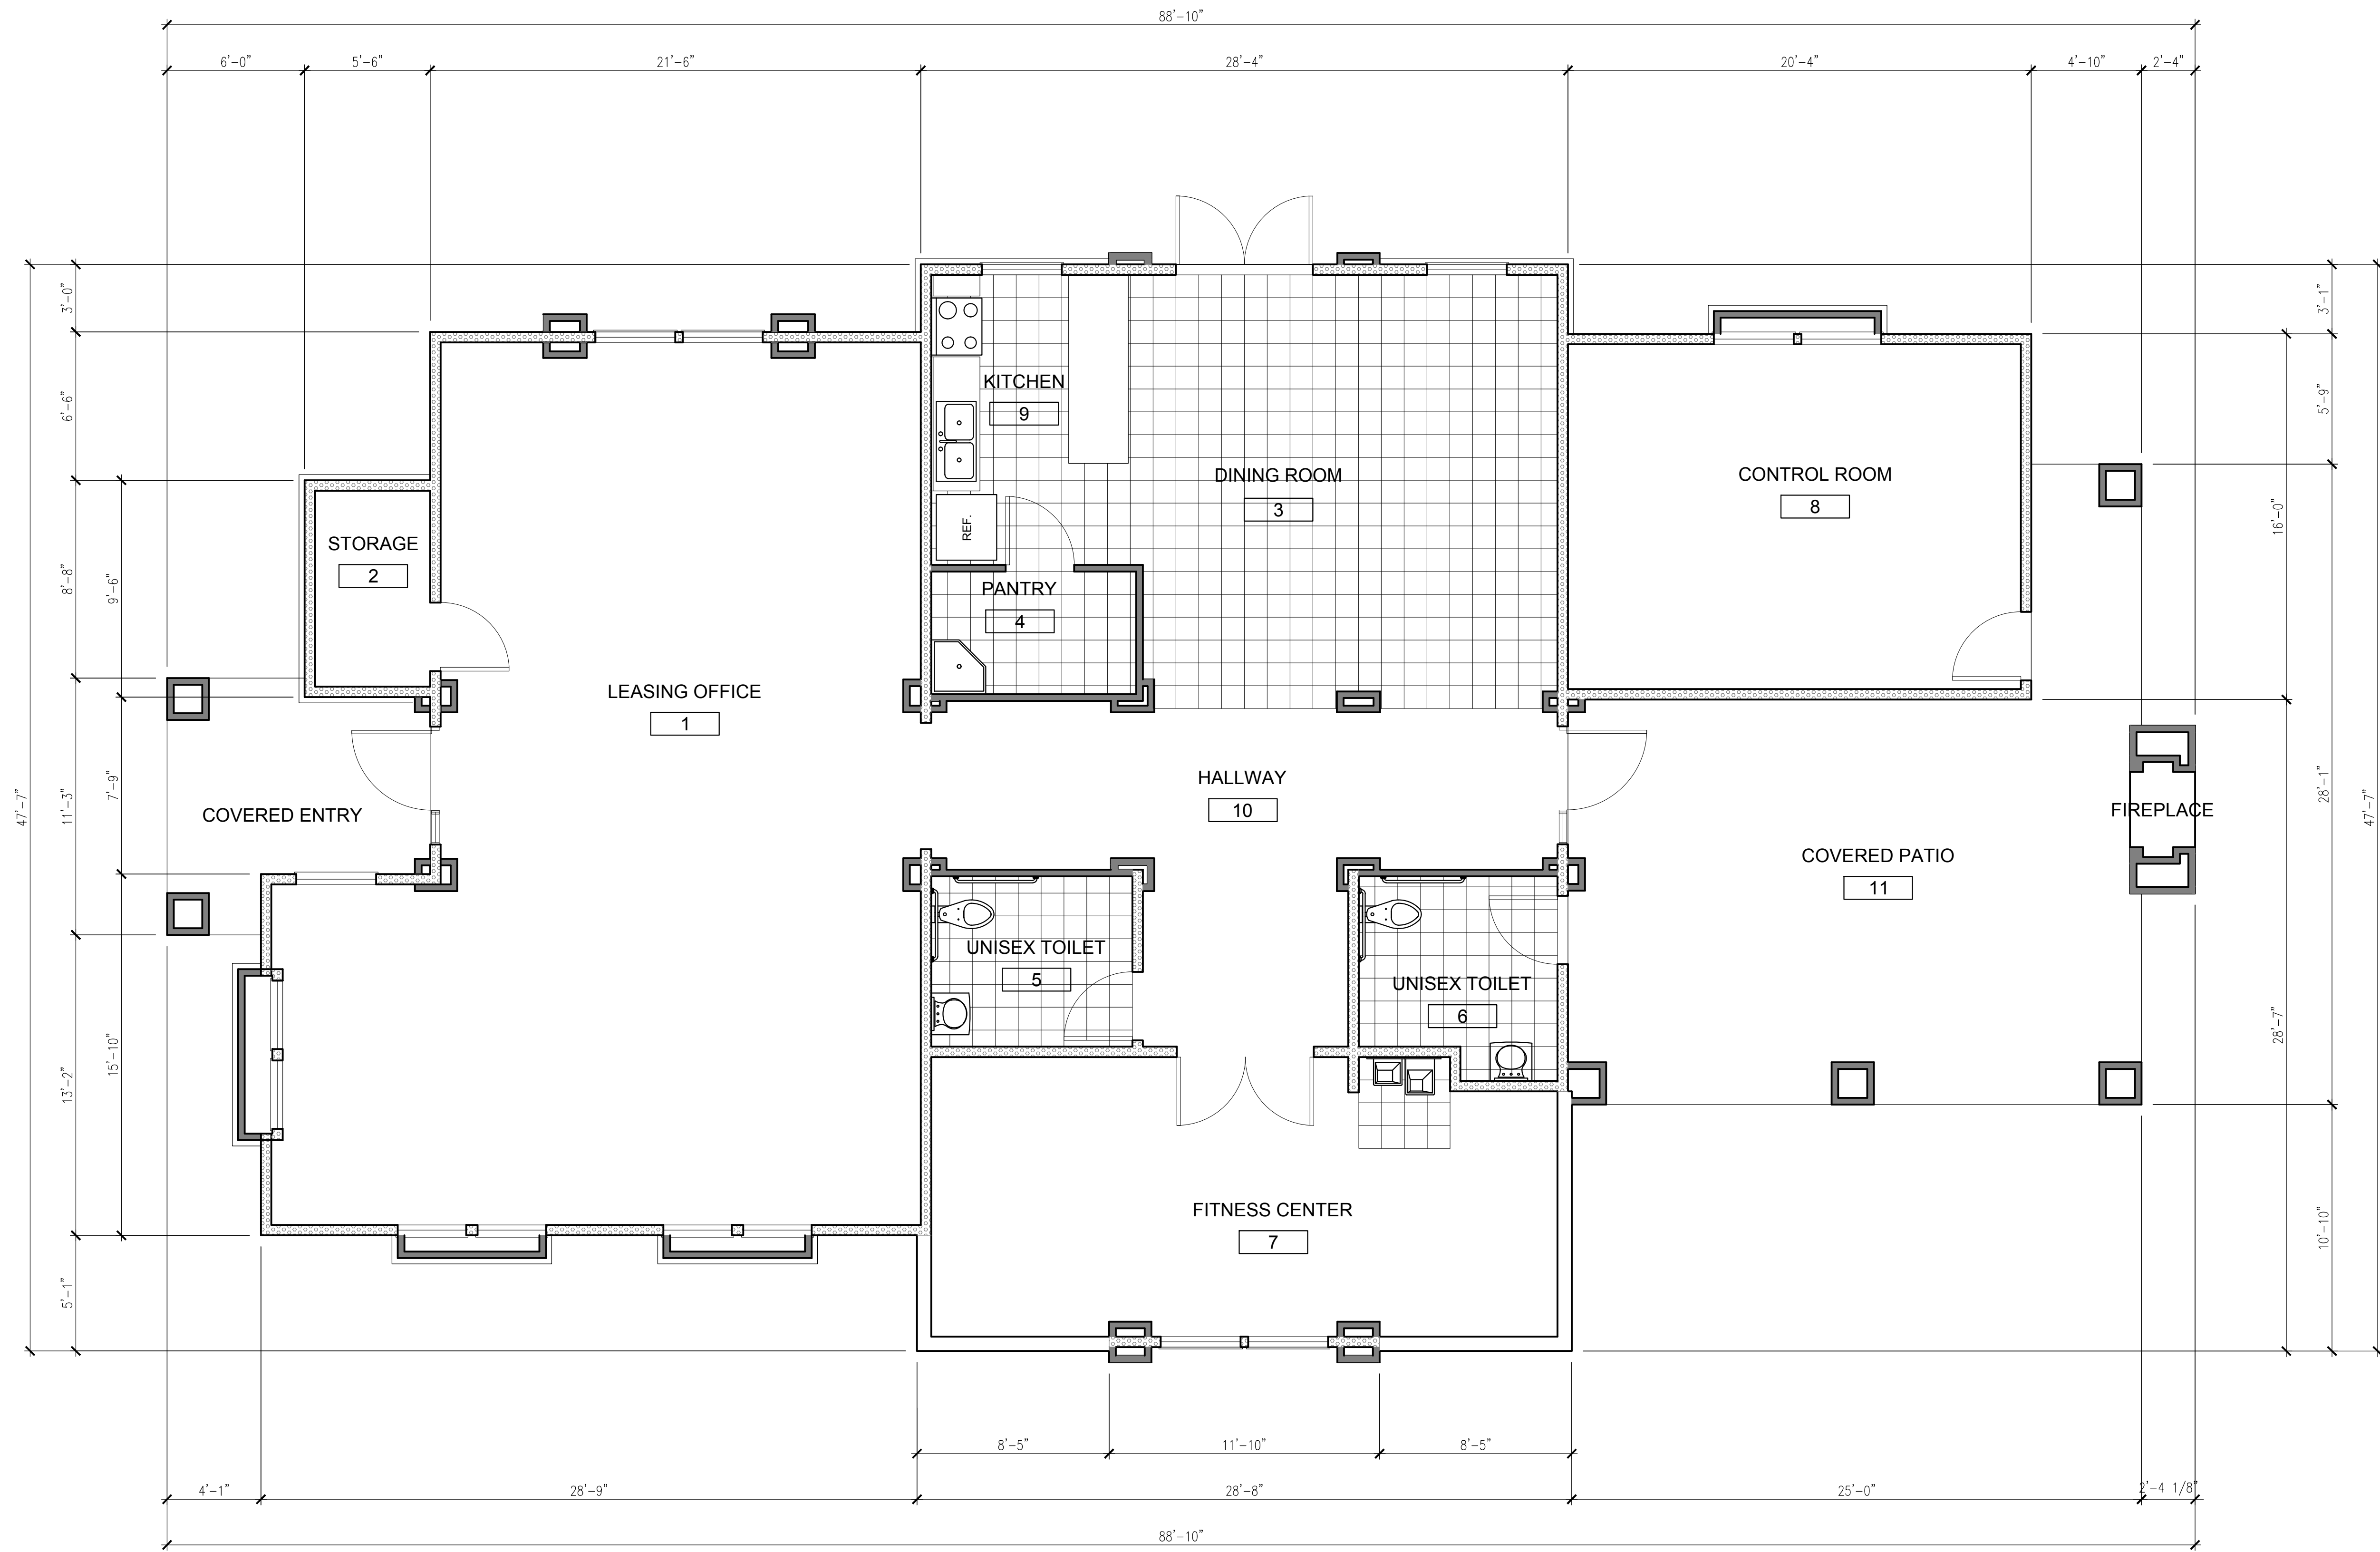 88'-10"
6'-0" 5'-6" 21'-6" 28'-4" 20'-4" 4'-10" 2'-4"
3'-0"
3'-1"
KITCHEN
9
6'-6"
5'-9"
DINING ROOM
3
CONTROL ROOM
8
REF.
16'-0"
STORAGE
2
8'-8"
9'-6"
PANTRY
4
LEASING OFFICE
1
HALLWAY
10
7'-9"
11'-3"
47'-7"
28'-1"
47'-7"
COVERED ENTRY
FIREPLACE
COVERED PATIO
11
UNISEX TOILET
5
UNISEX TOILET
6
28'-7"
15'-10"
13'-2"
FITNESS CENTER
7
10'-10"
5'-1"
8'-5" 11'-10" 8'-5"
4'-1" 28'-9" 28'-8" 25'-0" 2'-4 1/8"
88'-10"